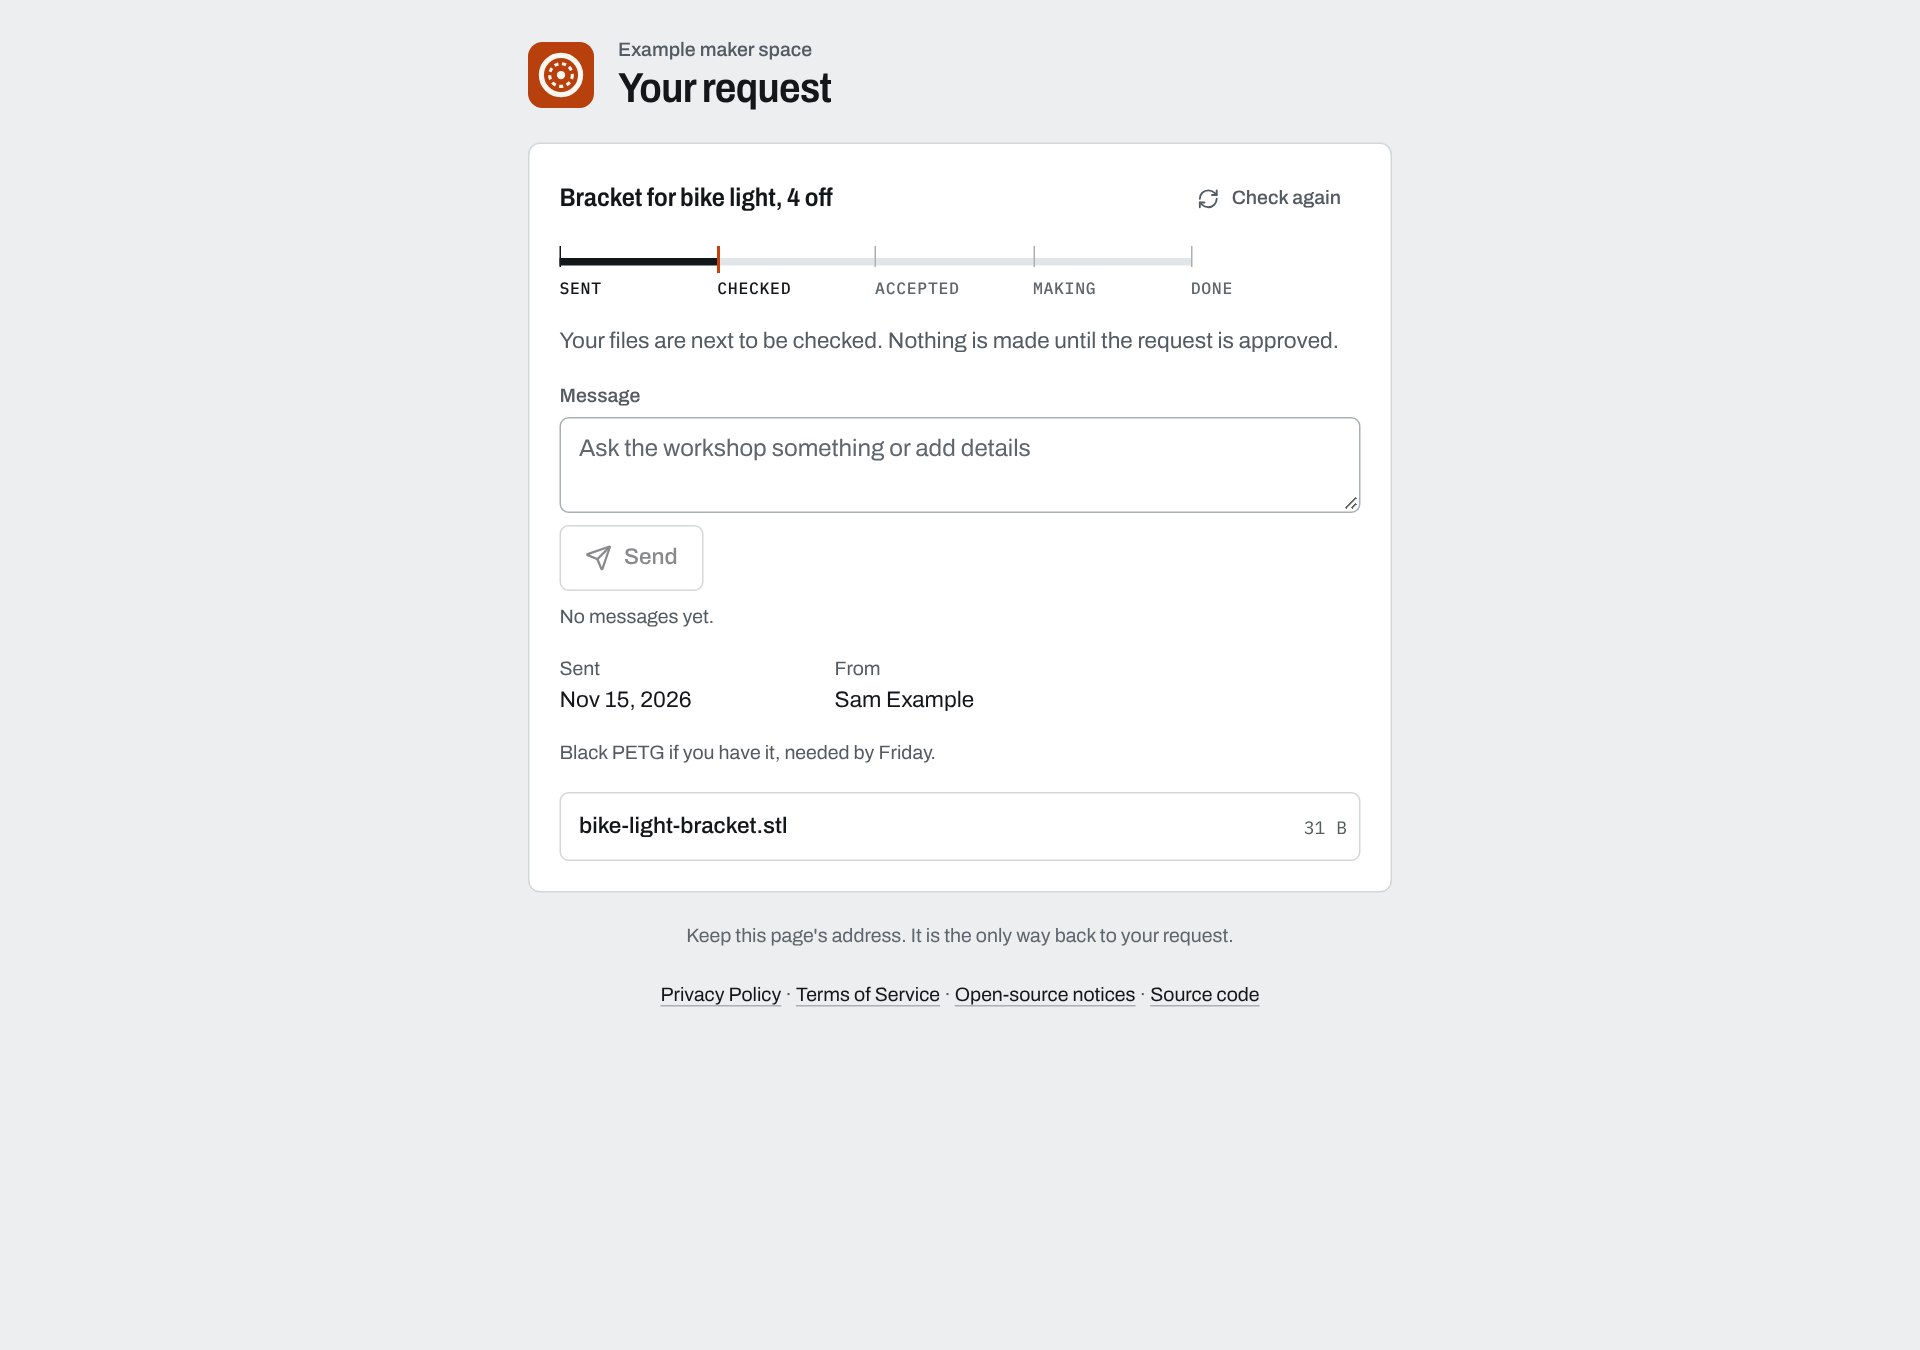 Example maker space
Your request
Bracket for bike light, 4 off
Check again
SENT CHECKED ACCEPTED MAKING DONE
Your files are next to be checked. Nothing is made until the request is approved.
Message
Ask the workshop something or add details
Send
No messages yet.
Sent From
Nov 15, 2026 Sam Example
Black PETG if you have it, needed by Friday.
bike-light-bracket.stl 31 B
Keep this page's address. It is the only way back to your request.
Privacy Policy · Terms of Service · Open-source notices · Source code